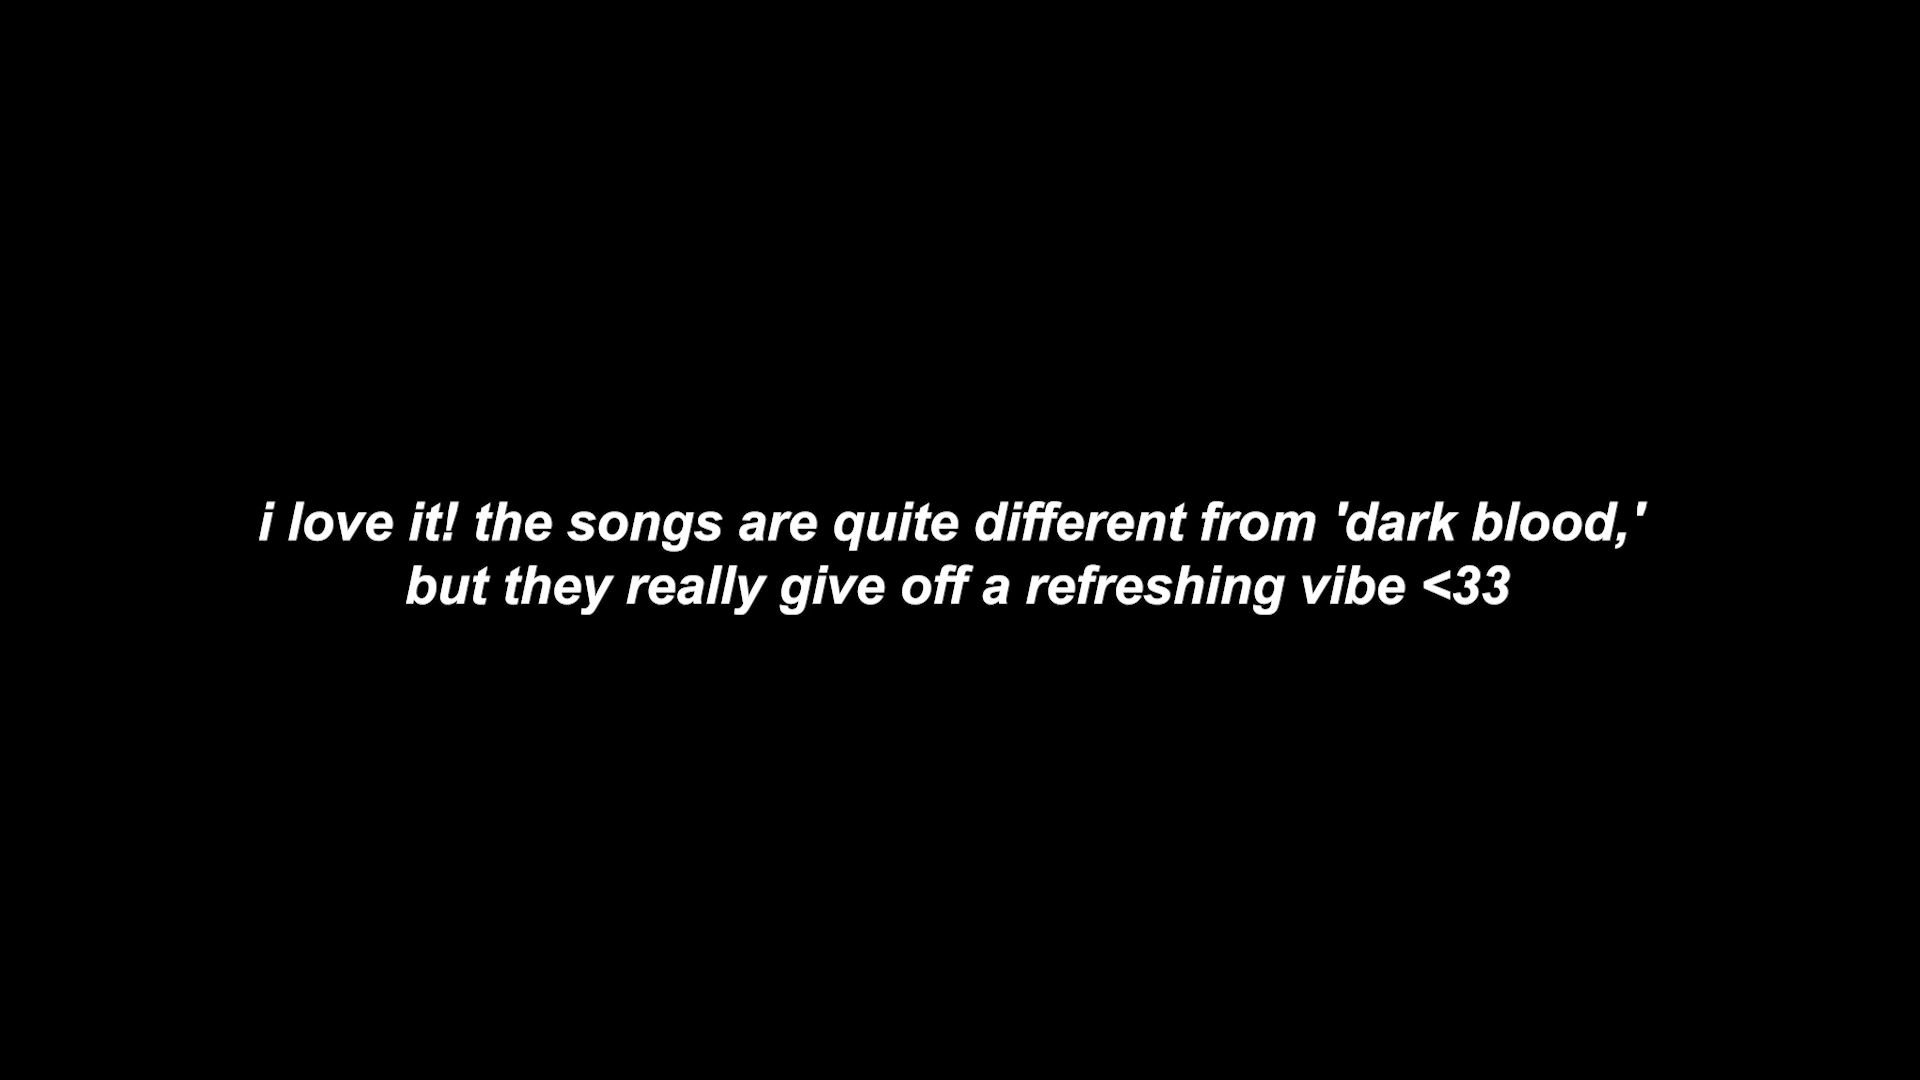 i love it! the songs are quite different from 'dark blood,'
but they really give off a refreshing vibe <33